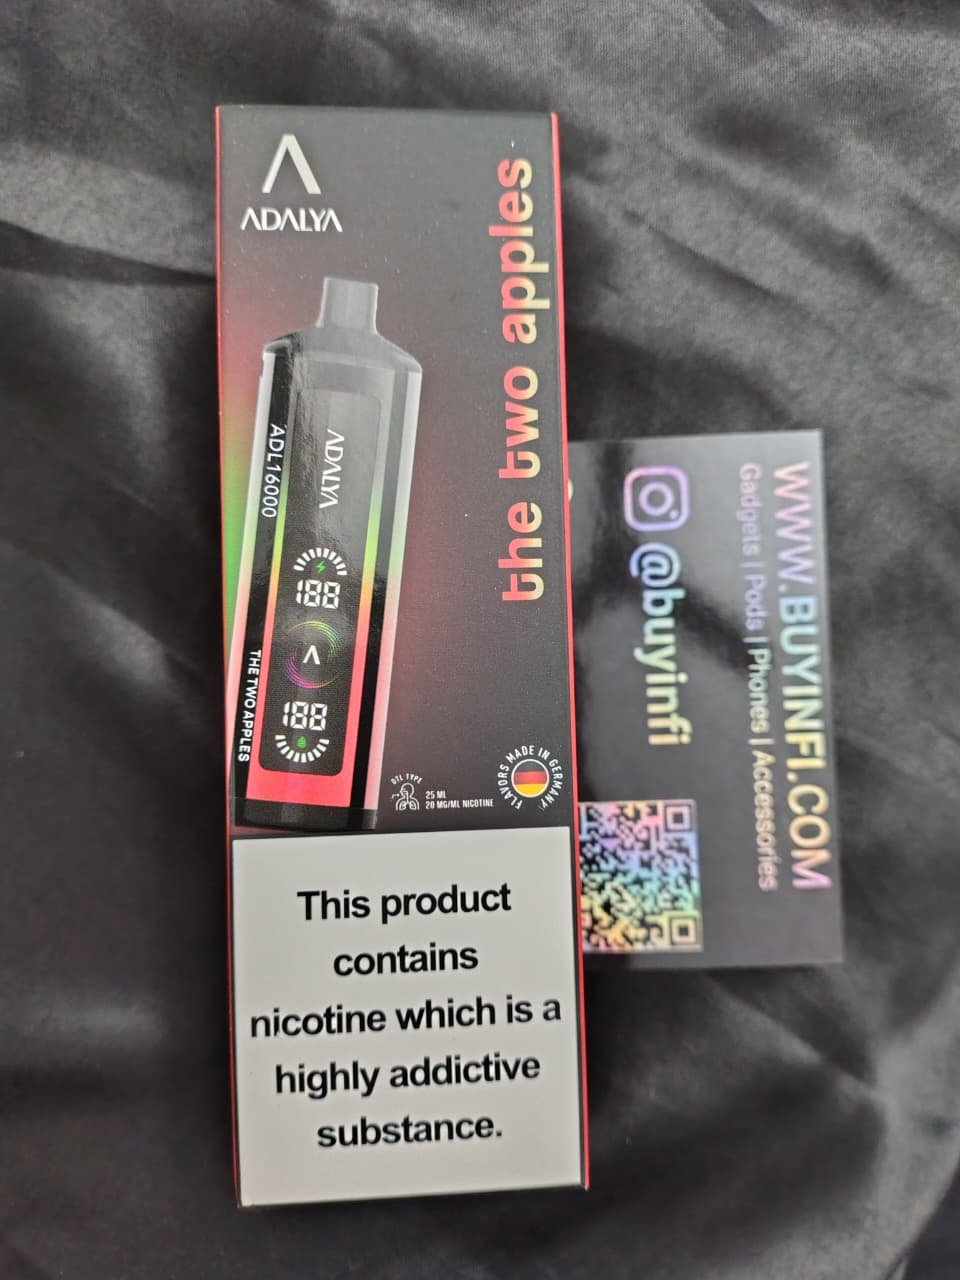 ADALYA
the two apples
ADALYA
ADL16000
188
188
THE TWO APPLES
DTL TYPE
25 ML
20 MG/ML NICOTINE
FLAVORS MADE IN GERMANY
This product
contains
nicotine which is a
highly addictive
substance.
WWW.BUYINFI.COM
Gadgets | Pods | Phones | Accessories
@buyinfi